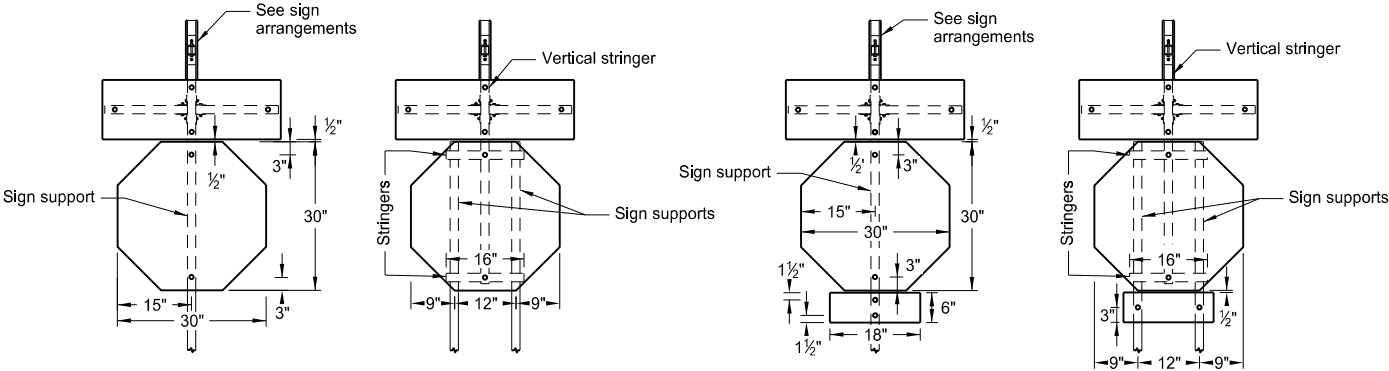 See sign
arrangements
½"
3"
½"
Sign support
30"
15"
30"
3"
Vertical stringer
Stringers
Sign supports
16"
9"
12"
9"
See sign
arrangements
½"
½'
3"
Sign support
15"
30"
30"
3"
1½"
6"
18"
1½"
Vertical stringer
Stringers
Sign supports
16"
3"
½"
9"
12"
9"